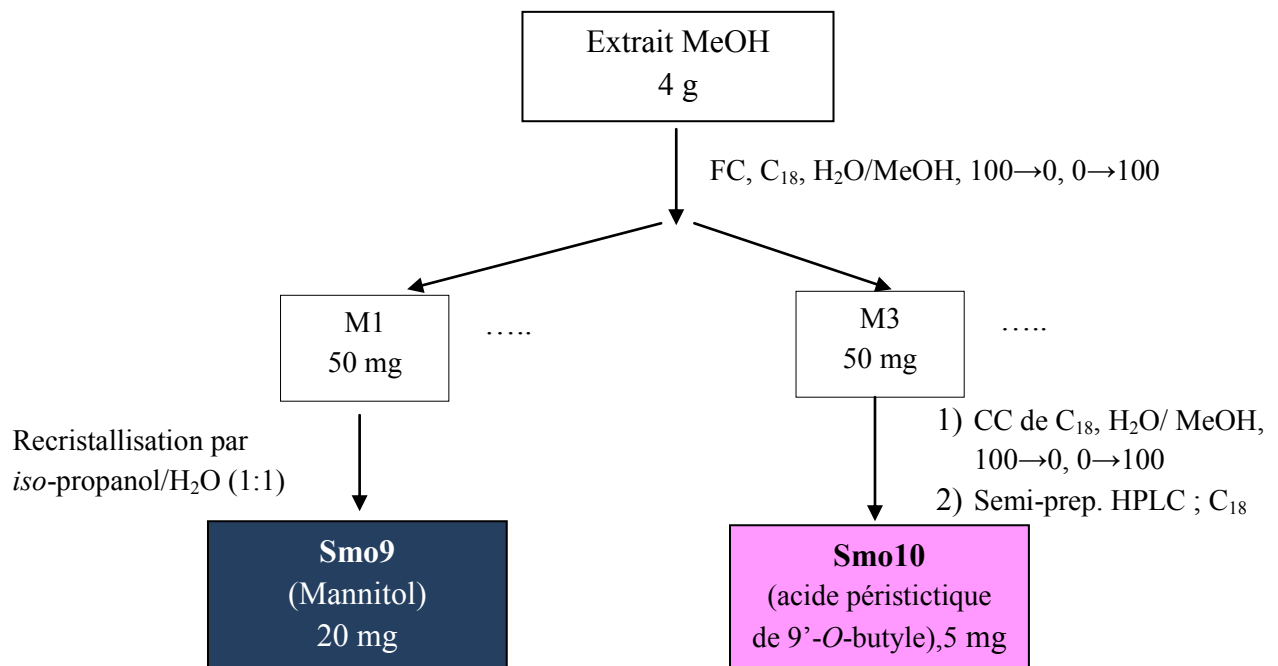 Extrait MeOH
4 g
FC, C₁₈, H₂O/MeOH, 100→0, 0→100
M1
50 mg
…..
M3
50 mg
…..
Recristallisation par
iso-propanol/H₂O (1:1)
1) CC de C₁₈, H₂O/ MeOH,
100→0, 0→100
2) Semi-prep. HPLC ; C₁₈
Smo9
(Mannitol)
20 mg
Smo10
(acide péristictique
de 9’-O-butyle),5 mg